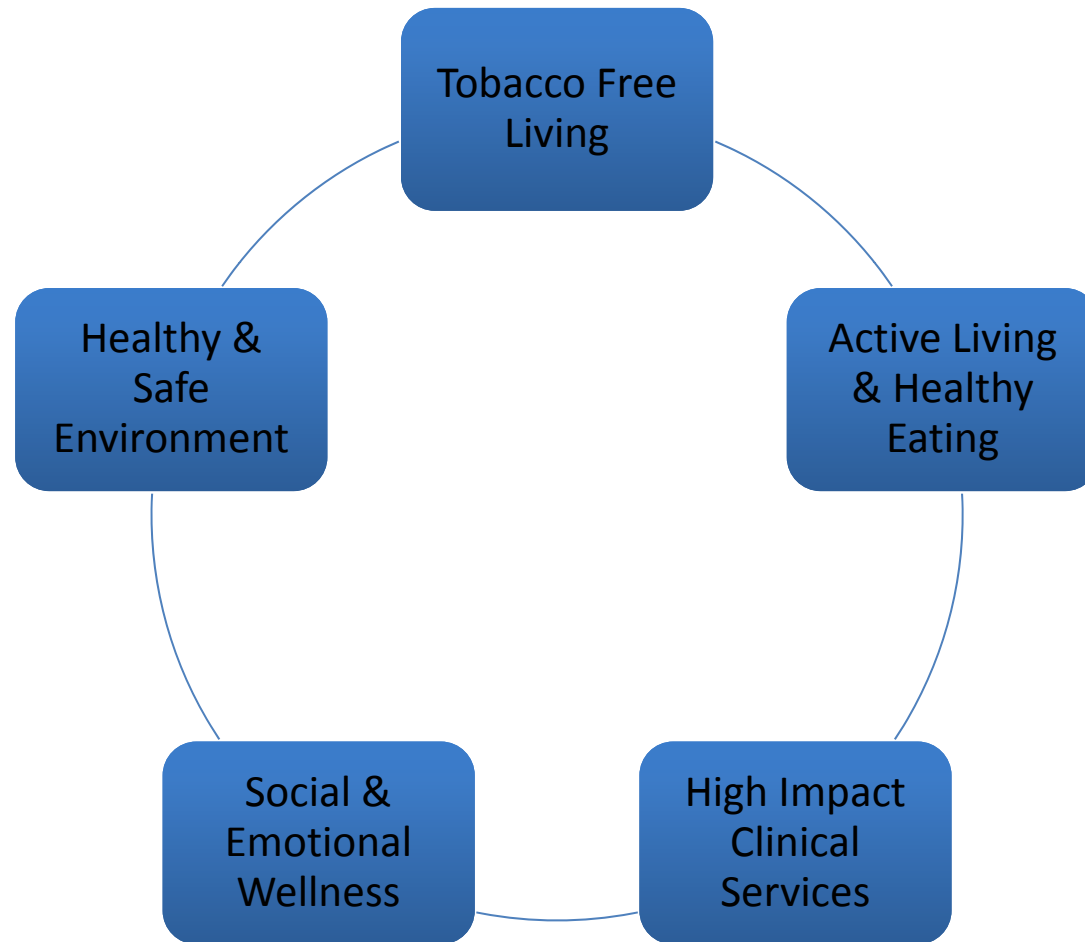 Tobacco Free
Living
Healthy &
Safe
Environment
Active Living
& Healthy
Eating
Social &
Emotional
Wellness
High Impact
Clinical
Services